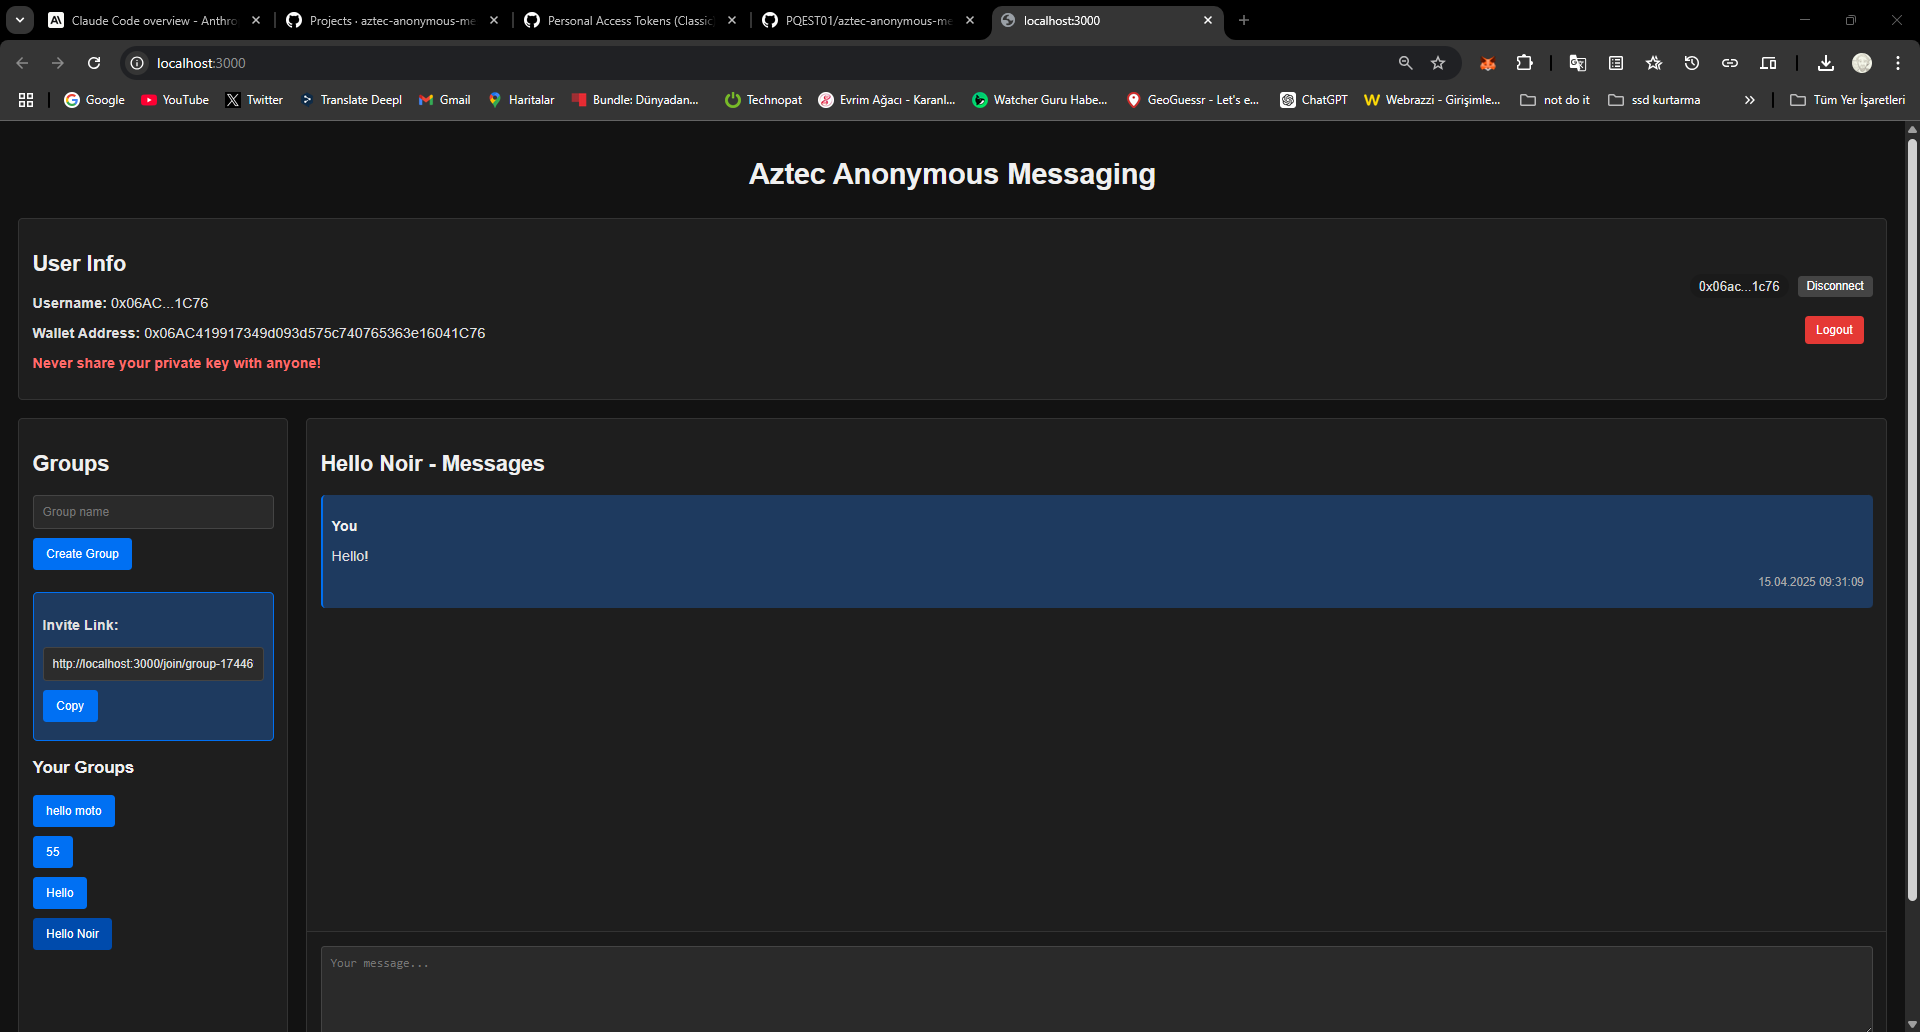 Claude Code overview - Anthro
Projects · aztec-anonymous-me
Personal Access Tokens (Classic
PQEST01/aztec-anonymous-me
localhost:3000
localhost:3000
Google
YouTube
Twitter
Translate Deepl
Gmail
Haritalar
Bundle: Dünyadan...
Technopat
Evrim Ağacı - Karanl...
Watcher Guru Habe...
GeoGuessr - Let's e...
ChatGPT
Webrazzi - Girişimle...
not do it
ssd kurtarma
Tüm Yer İşaretleri
Aztec Anonymous Messaging
User Info
Username: 0x06AC...1C76
Wallet Address: 0x06AC419917349d093d575c740765363e16041C76
Never share your private key with anyone!
0x06ac...1c76
Disconnect
Logout
Groups
Group name
Create Group
Invite Link:
http://localhost:3000/join/group-17446
Copy
Your Groups
hello moto
55
Hello
Hello Noir
Hello Noir - Messages
You
Hello!
15.04.2025 09:31:09
Your message...